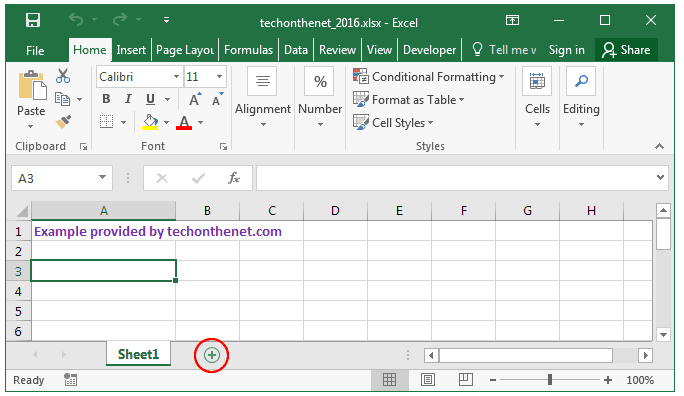 techonthenet_2016.xlsx - Excel
File Home Insert Page Layou Formulas Data Review View Developer Tell me v Sign in Share
Calibri 11
Conditional Formatting
Format as Table
Cell Styles
B I U A A
A
Paste Alignment Number Cells Editing
%
Clipboard Font Styles
A3 fx
A B C D E F G H
1 Example provided by techonthenet.com
2
3
4
5
6
Sheet1
Ready 100%